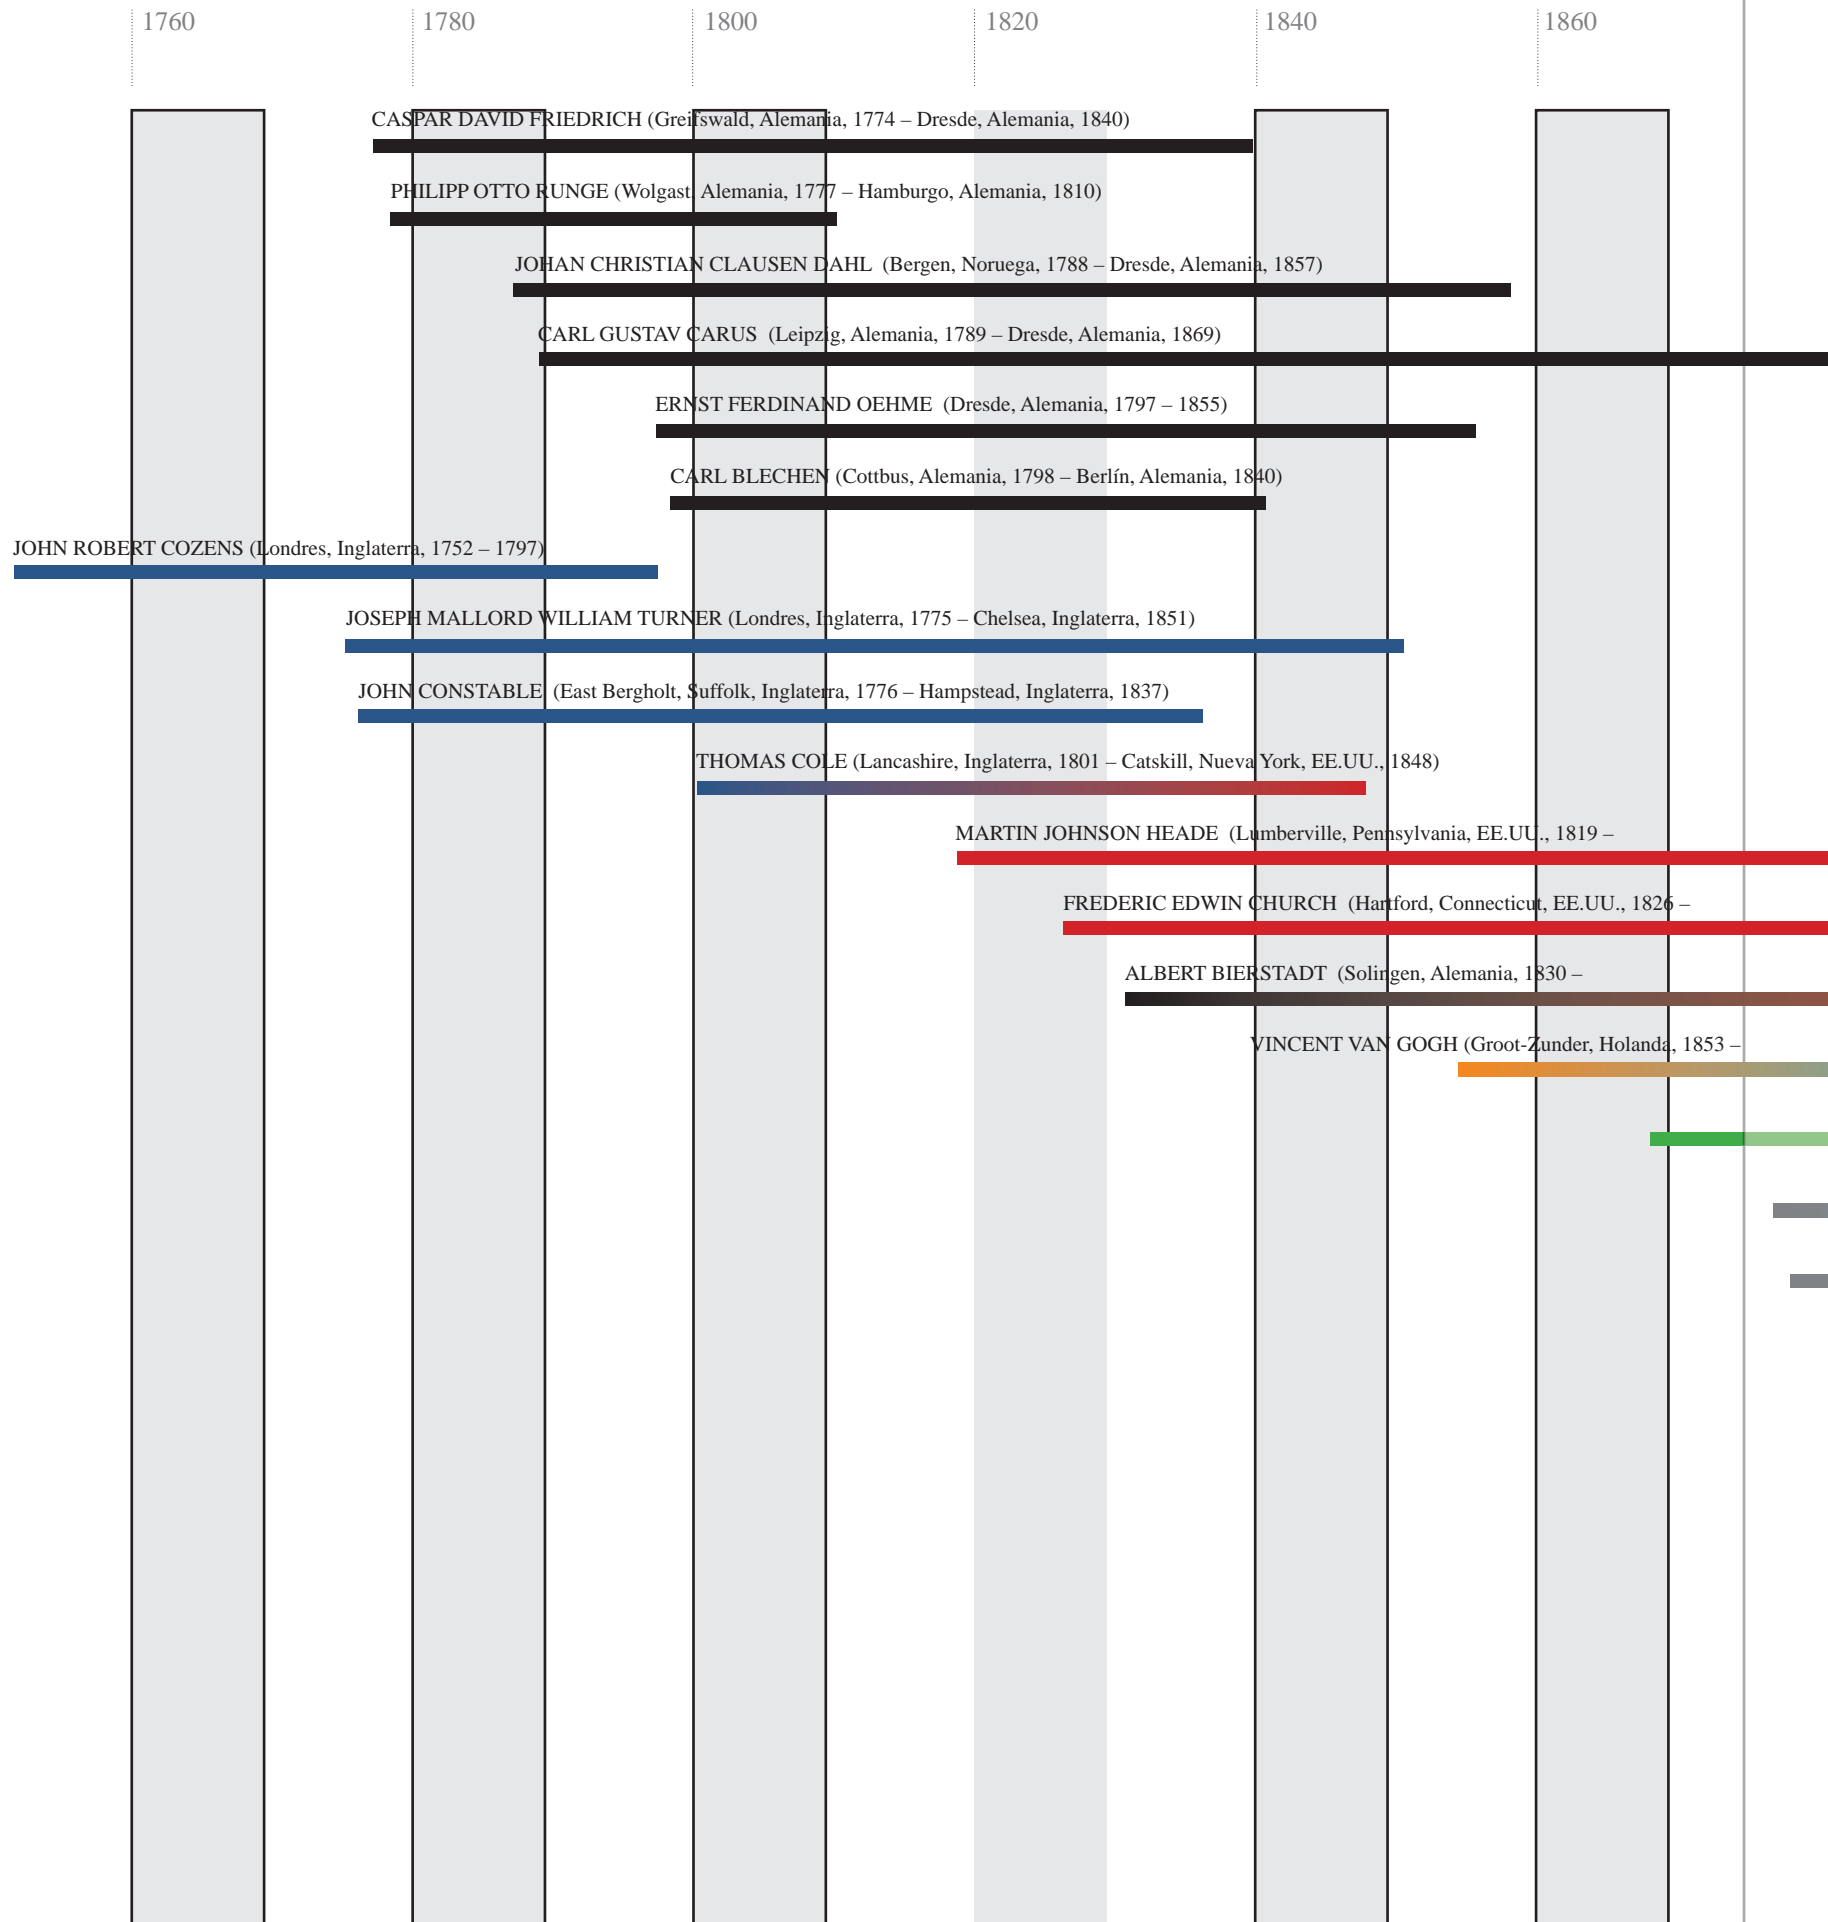 1760 1780 1800 1820 1840 1860
CASPAR DAVID FRIEDRICH (Greifswald, Alemania, 1774 – Dresde, Alemania, 1840)
PHILIPP OTTO RUNGE (Wolgast, Alemania, 1777 – Hamburgo, Alemania, 1810)
JOHAN CHRISTIAN CLAUSEN DAHL (Bergen, Noruega, 1788 – Dresde, Alemania, 1857)
CARL GUSTAV CARUS (Leipzig, Alemania, 1789 – Dresde, Alemania, 1869)
ERNST FERDINAND OEHME (Dresde, Alemania, 1797 – 1855)
CARL BLECHEN (Cottbus, Alemania, 1798 – Berlín, Alemania, 1840)
JOHN ROBERT COZENS (Londres, Inglaterra, 1752 – 1797)
JOSEPH MALLORD WILLIAM TURNER (Londres, Inglaterra, 1775 – Chelsea, Inglaterra, 1851)
JOHN CONSTABLE (East Bergholt, Suffolk, Inglaterra, 1776 – Hampstead, Inglaterra, 1837)
THOMAS COLE (Lancashire, Inglaterra, 1801 – Catskill, Nueva York, EE.UU., 1848)
MARTIN JOHNSON HEADE (Lumberville, Pennsylvania, EE.UU., 1819 –
FREDERIC EDWIN CHURCH (Hartford, Connecticut, EE.UU., 1826 –
ALBERT BIERSTADT (Solingen, Alemania, 1830 –
VINCENT VAN GOGH (Groot-Zunder, Holanda, 1853 –